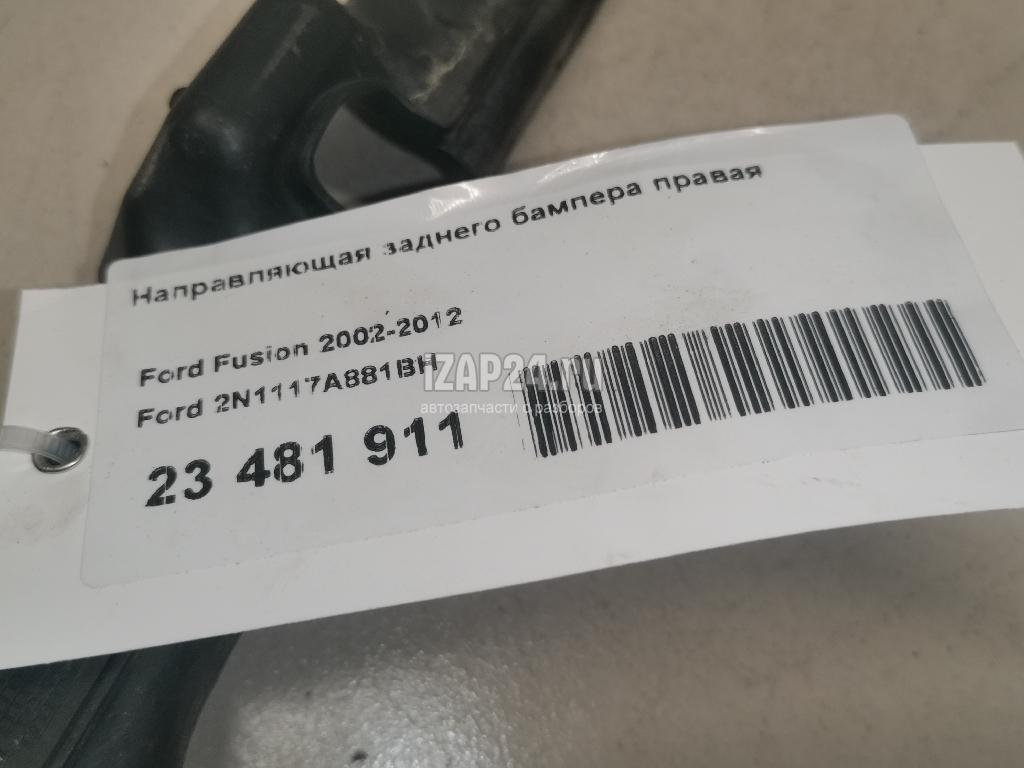 Направляющая заднего бампера правая
Ford Fusion 2002-2012
Ford 2N1117A881BH
23 481 911
iZAP24.ru
автозапчасти с разборов